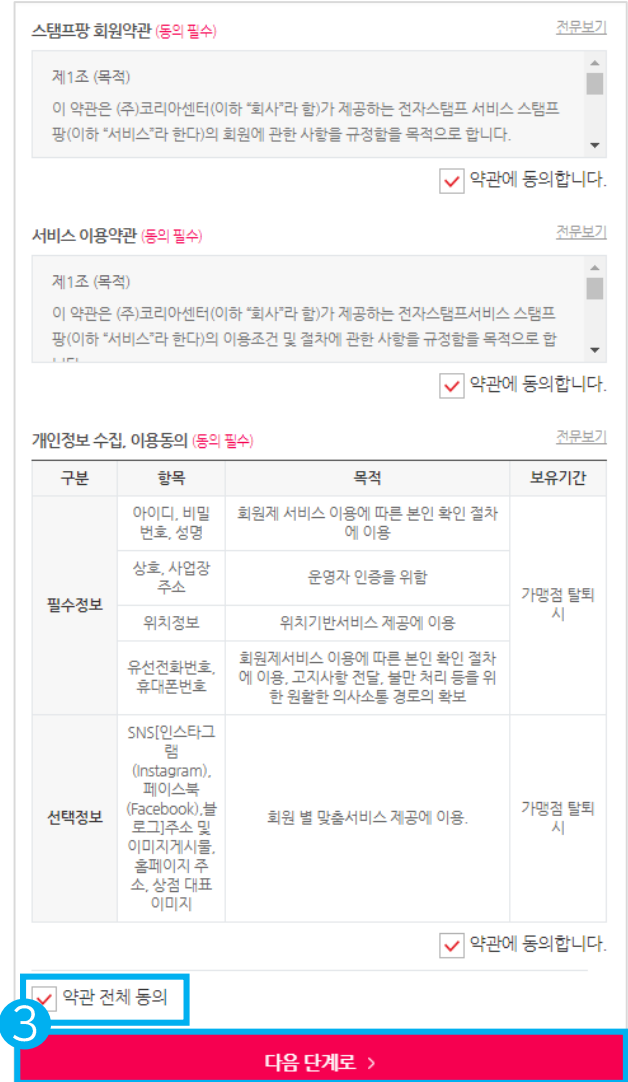 스탬프팡 회원약관 (동의 필수) 전문보기
제1조 (목적)
이 약관은 (주)코리아센터(이하 “회사”라 함)가 제공하는 전자스탬프 서비스 스탬프
팡(이하 “서비스”라 한다)의 회원에 관한 사항을 규정함을 목적으로 합니다.
약관에 동의합니다.
서비스 이용약관 (동의 필수) 전문보기
제1조 (목적)
이 약관은 (주)코리아센터(이하 “회사”라 함)가 제공하는 전자스탬프서비스 스탬프
팡(이하 “서비스”라 한다)의 이용조건 및 절차에 관한 사항을 규정함을 목적으로 합
약관에 동의합니다.
개인정보 수집, 이용동의 (동의 필수) 전문보기
구분 항목 목적 보유기간
필수정보
아이디, 비밀
번호, 성명
회원제 서비스 이용에 따른 본인 확인 절차
에 이용
상호, 사업장
주소
운영자 인증을 위함
위치정보
위치기반서비스 제공에 이용
유선전화번호,
휴대폰번호
회원제서비스 이용에 따른 본인 확인 절차
에 이용, 고지사항 전달, 불만 처리 등을 위
한 원활한 의사소통 경로의 확보
가맹점 탈퇴
시
선택정보
SNS[인스타그
램
(Instagram),
페이스북
(Facebook),블
로그]주소 및
이미지게시물,
홈페이지 주
소, 상점 대표
이미지
회원 별 맞춤서비스 제공에 이용.
가맹점 탈퇴
시
약관에 동의합니다.
약관 전체 동의
3
다음 단계로 >